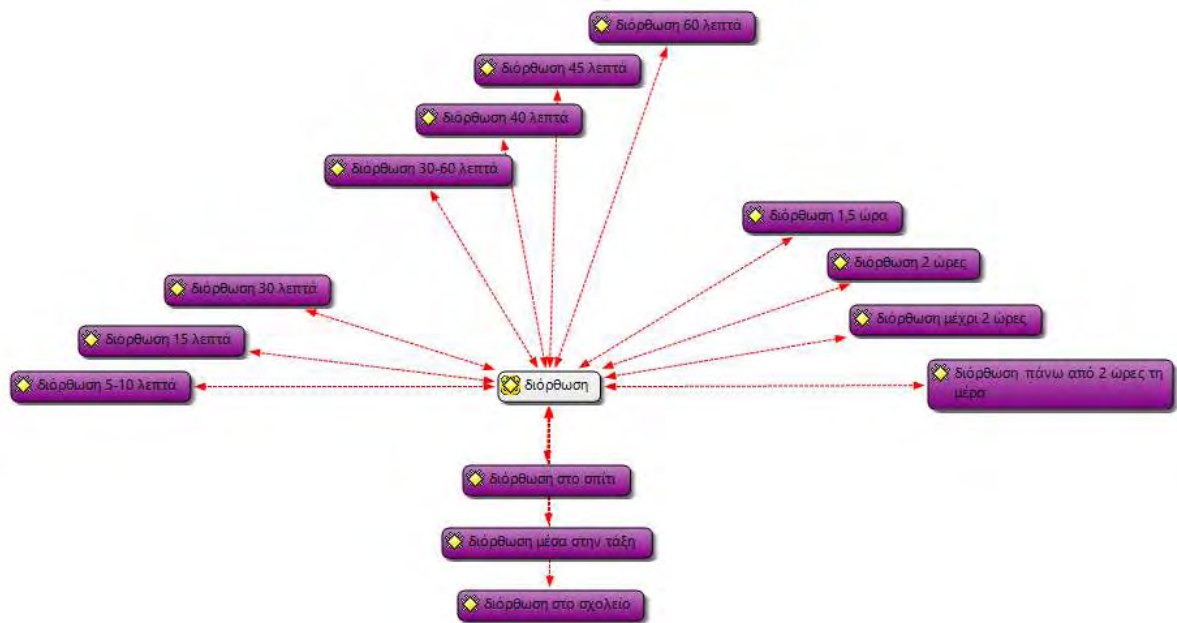 διόρθωση 60 λεπτά
διόρθωση 45 λεπτά
διόρθωση 40 λεπτά
διόρθωση 30-60 λεπτά
διόρθωση 1,5 ώρα
διόρθωση 2 ώρες
διόρθωση 30 λεπτά
διόρθωση μέχρι 2 ώρες
διόρθωση 15 λεπτά
διόρθωση 5-10 λεπτά
διόρθωση
διόρθωση πάνω από 2 ώρες τη
μέρα
διόρθωση στο σπίτι
διόρθωση μέσα στην τάξη
διόρθωση στο σχολείο